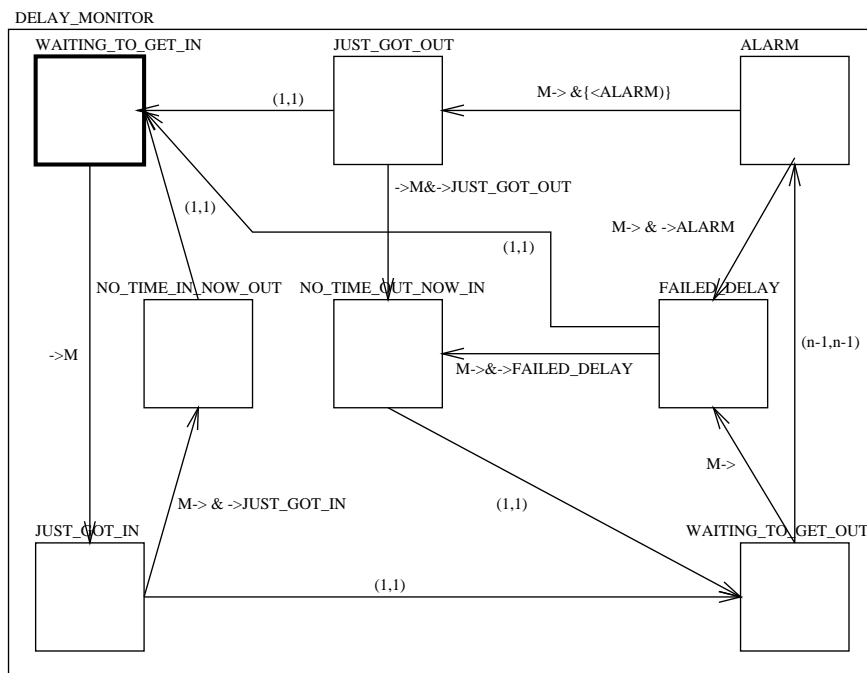 DELAY_MONITOR
WAITING_TO_GET_IN
JUST_GOT_OUT
ALARM
(1,1)
M-> &{<ALARM)}
->M&->JUST_GOT_OUT
(1,1)
M-> & ->ALARM
(1,1)
NO_TIME_IN_NOW_OUT
NO_TIME_OUT_NOW_IN
FAILED_DELAY
->M
(n-1,n-1)
M->&->FAILED_DELAY
M->
M-> & ->JUST_GOT_IN
(1,1)
JUST_GOT_IN
WAITING_TO_GET_OUT
(1,1)